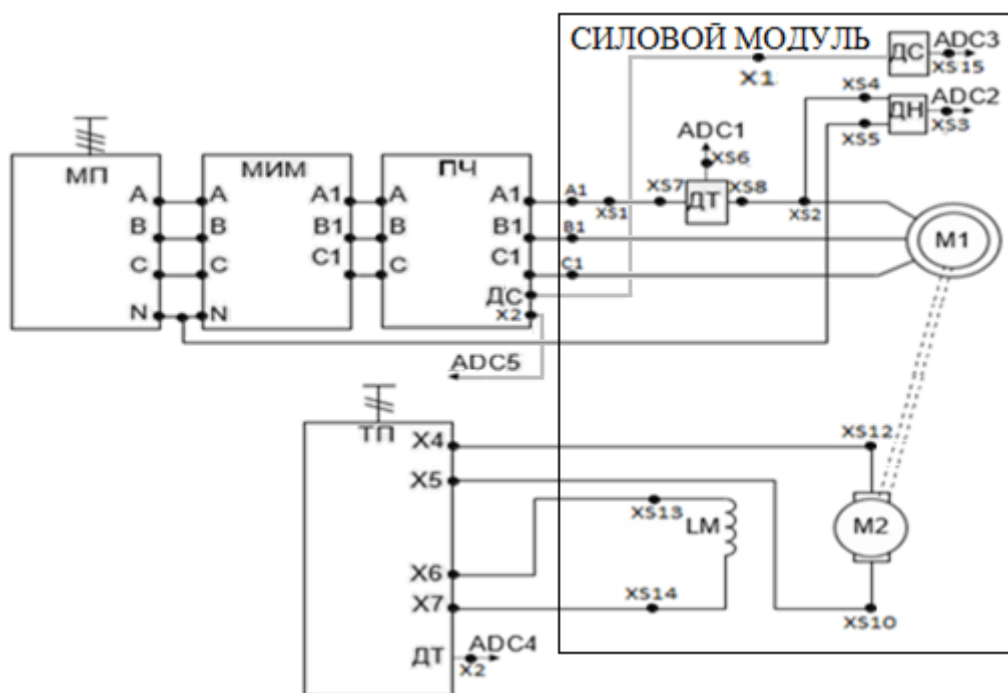 СИЛОВОЙ МОДУЛЬ
ДС
ADC3
XS15
X1
XS4
ДН
ADC2
XS3
XS5
ADC1
XS6
МП
МИМ
ПЧ
XS7
ДТ
XS8
A
A
A1
A
A1
A1
XS1
XS2
B
B
B1
B
B1
B1
M1
C
C
C1
C
C1
C1
N
N
ДС
X2
ADC5
ТП
X4
XS12
X5
XS13
LM
M2
X6
X7
XS14
XS10
ДТ
ADC4
X2